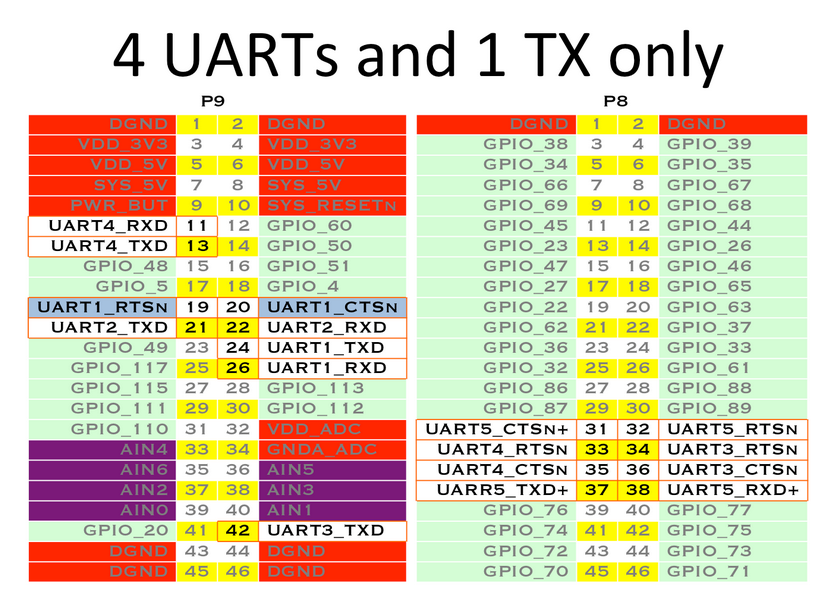 4 UARTs and 1 TX only
P9
DGND 1 2 DGND
VDD_3V3 3 4 VDD_3V3
VDD_5V 5 6 VDD_5V
SYS_5V 7 8 SYS_5V
PWR_BUT 9 10 SYS_RESETN
UART4_RXD 11 12 GPIO_60
UART4_TXD 13 14 GPIO_50
GPIO_48 15 16 GPIO_51
GPIO_5 17 18 GPIO_4
UART1_RTSN 19 20 UART1_CTSN
UART2_TXD 21 22 UART2_RXD
GPIO_49 23 24 UART1_TXD
GPIO_117 25 26 UART1_RXD
GPIO_115 27 28 GPIO_113
GPIO_111 29 30 GPIO_112
GPIO_110 31 32 VDD_ADC
AIN4 33 34 GNDA_ADC
AIN6 35 36 AIN5
AIN2 37 38 AIN3
AIN0 39 40 AIN1
GPIO_20 41 42 UART3_TXD
DGND 43 44 DGND
DGND 45 46 DGND
P8
DGND 1 2 DGND
GPIO_38 3 4 GPIO_39
GPIO_34 5 6 GPIO_35
GPIO_66 7 8 GPIO_67
GPIO_69 9 10 GPIO_68
GPIO_45 11 12 GPIO_44
GPIO_23 13 14 GPIO_26
GPIO_47 15 16 GPIO_46
GPIO_27 17 18 GPIO_65
GPIO_22 19 20 GPIO_63
GPIO_62 21 22 GPIO_37
GPIO_36 23 24 GPIO_33
GPIO_32 25 26 GPIO_61
GPIO_86 27 28 GPIO_88
GPIO_87 29 30 GPIO_89
UART5_CTSN+ 31 32 UART5_RTSN
UART4_RTSN 33 34 UART3_RTSN
UART4_CTSN 35 36 UART3_CTSN
UARR5_TXD+ 37 38 UART5_RXD+
GPIO_76 39 40 GPIO_77
GPIO_74 41 42 GPIO_75
GPIO_72 43 44 GPIO_73
GPIO_70 45 46 GPIO_71